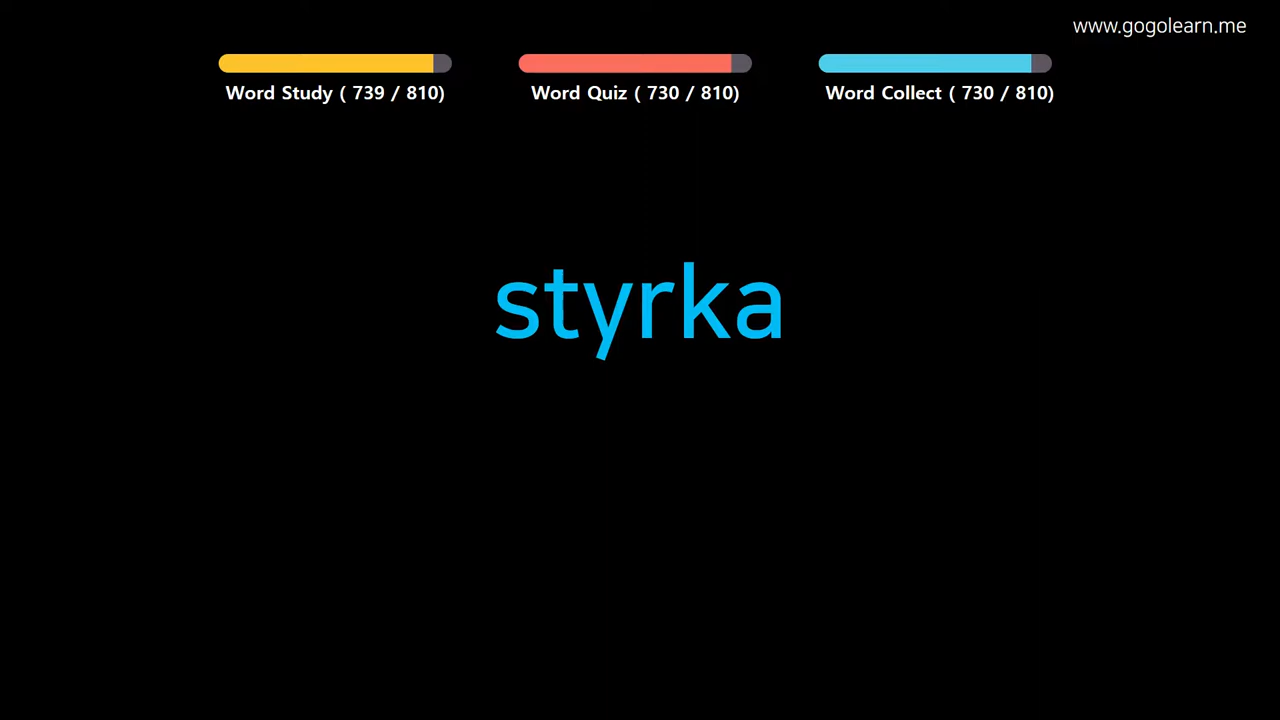 www.gogolearn.me
Word Study ( 739 / 810)
Word Quiz ( 730 / 810)
Word Collect ( 730 / 810)
styrka